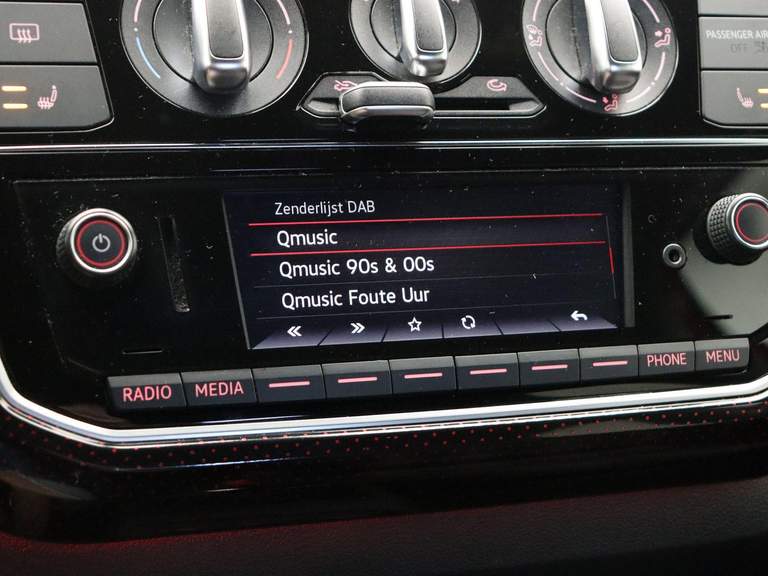 PASSENGER AIR
OFF
Zenderlijst DAB
Qmusic
Qmusic 90s & 00s
Qmusic Foute Uur
RADIO
MEDIA
PHONE
MENU